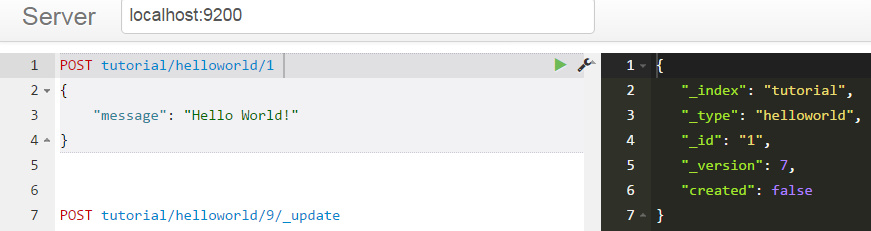 Server localhost:9200
1 POST tutorial/helloworld/1
2 {
3 "message": "Hello World!"
4 }
5
6
7 POST tutorial/helloworld/9/_update
1 {
2 "_index": "tutorial",
3 "_type": "helloworld",
4 "_id": "1",
5 "_version": 7,
6 "created": false
7 }